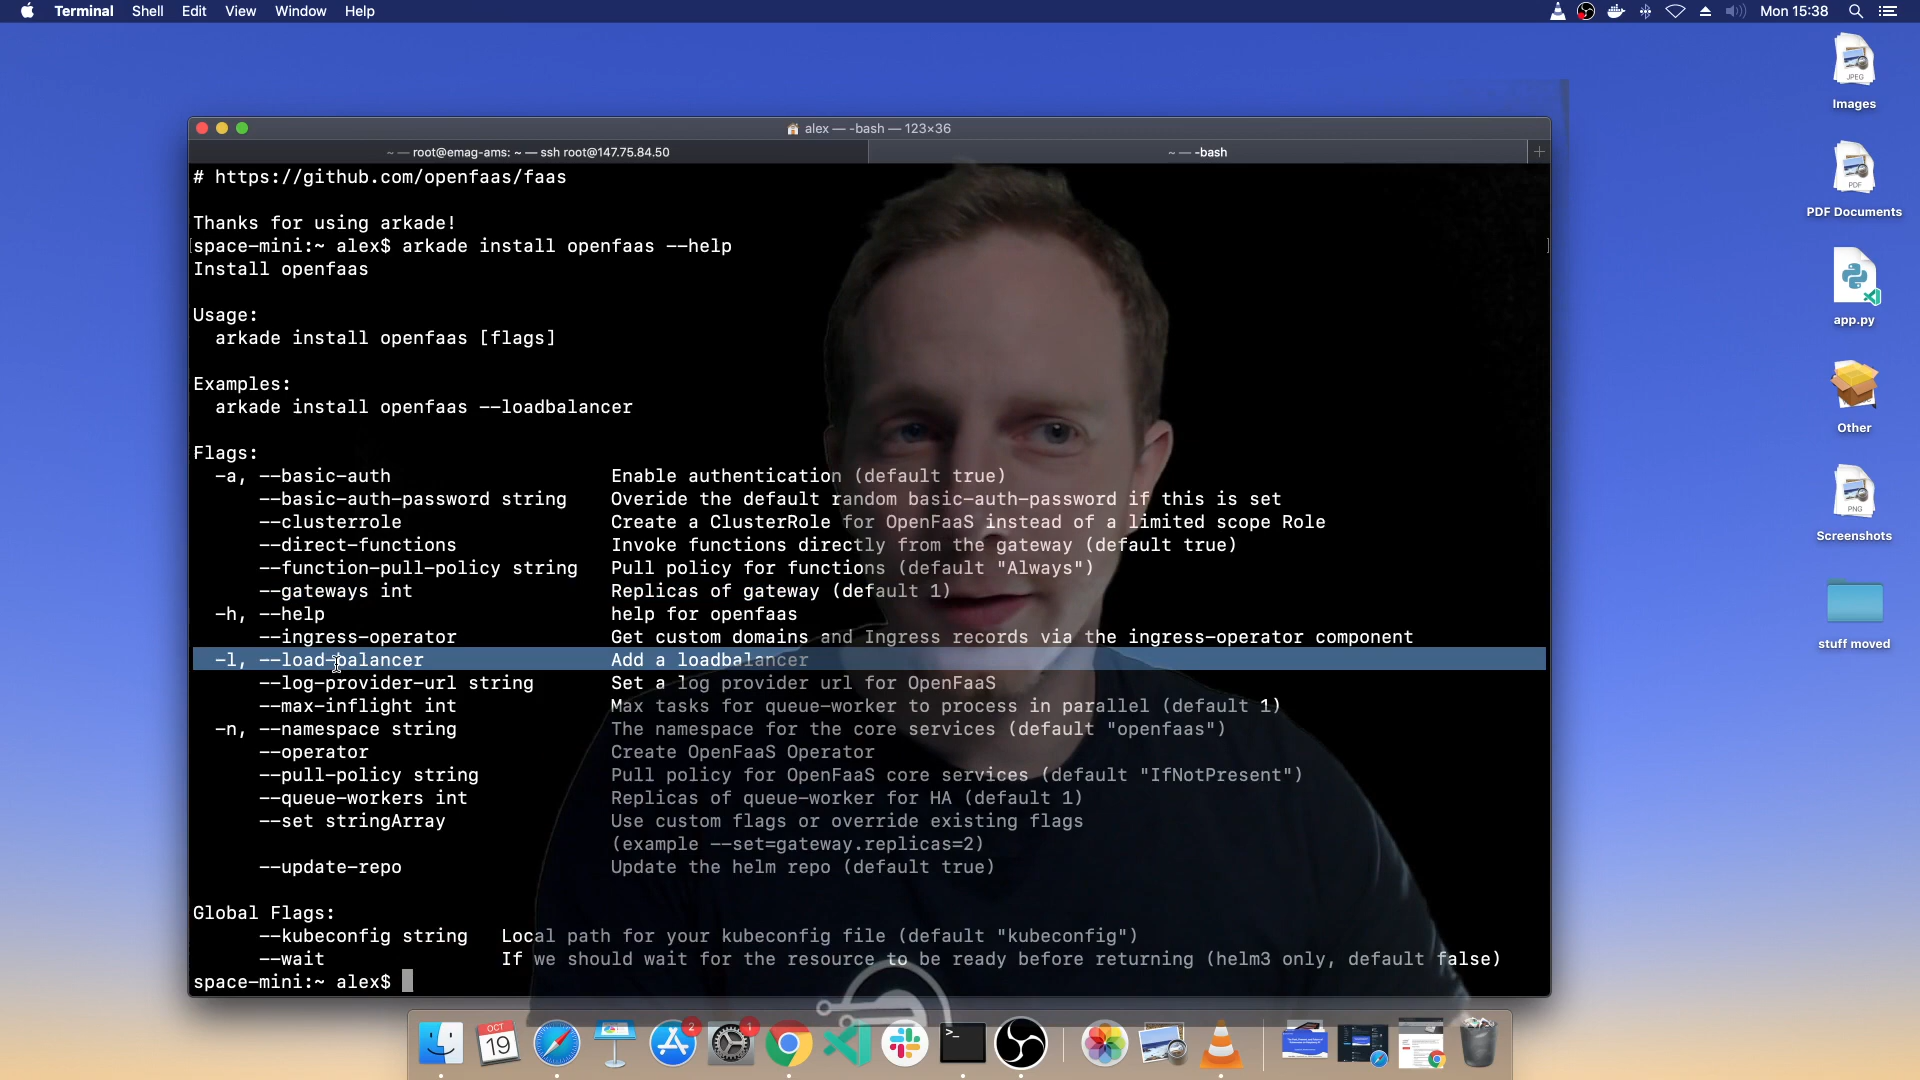 Terminal Shell Edit View Window Help
Mon 15:38
alex — -bash — 123×36
~ — root@emag-ams: ~ — ssh root@147.75.84.50
~ — -bash
# https://github.com/openfaas/faas
Thanks for using arkade!
[space-mini:~ alex$ arkade install openfaas --help ]
Install openfaas
Usage:
arkade install openfaas [flags]
Examples:
arkade install openfaas --loadbalancer
Flags:
-a, --basic-auth Enable authentication (default true)
--basic-auth-password string Overide the default random basic-auth-password if this is set
--clusterrole Create a ClusterRole for OpenFaaS instead of a limited scope Role
--direct-functions Invoke functions directly from the gateway (default true)
--function-pull-policy string Pull policy for functions (default "Always")
--gateways int Replicas of gateway (default 1)
-h, --help help for openfaas
--ingress-operator Get custom domains and Ingress records via the ingress-operator component
-l, --load-balancer Add a loadbalancer
--log-provider-url string Set a log provider url for OpenFaaS
--max-inflight int Max tasks for queue-worker to process in parallel (default 1)
-n, --namespace string The namespace for the core services (default "openfaas")
--operator Create OpenFaaS Operator
--pull-policy string Pull policy for OpenFaaS core services (default "IfNotPresent")
--queue-workers int Replicas of queue-worker for HA (default 1)
--set stringArray Use custom flags or override existing flags
(example --set=gateway.replicas=2)
--update-repo Update the helm repo (default true)
Global Flags:
--kubeconfig string Local path for your kubeconfig file (default "kubeconfig")
--wait If we should wait for the resource to be ready before returning (helm3 only, default false)
space-mini:~ alex$
JPEG
Images
PDF
PDF Documents
app.py
Other
PNG
Screenshots
stuff moved
OCT
19
2
1
>_